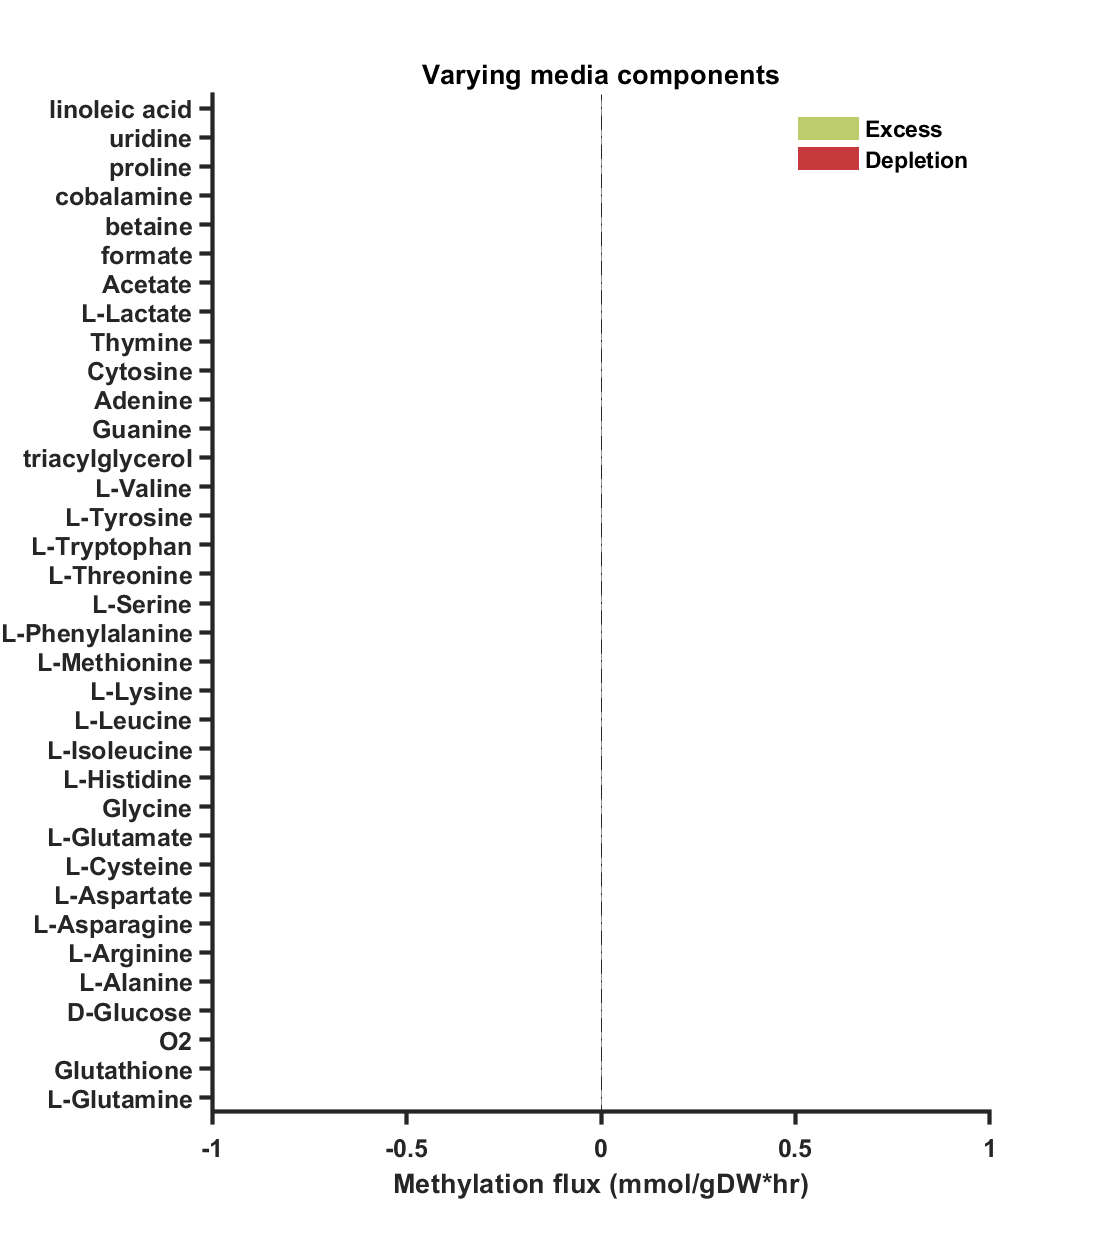 Varying media components
Excess
Depletion
linoleic acid
uridine
proline
cobalamine
betaine
formate
Acetate
L-Lactate
Thymine
Cytosine
Adenine
Guanine
triacylglycerol
L-Valine
L-Tyrosine
L-Tryptophan
L-Threonine
L-Serine
L-Phenylalanine
L-Methionine
L-Lysine
L-Leucine
L-Isoleucine
L-Histidine
Glycine
L-Glutamate
L-Cysteine
L-Aspartate
L-Asparagine
L-Arginine
L-Alanine
D-Glucose
O2
Glutathione
L-Glutamine
-1 -0.5 0 0.5 1
Methylation flux (mmol/gDW*hr)